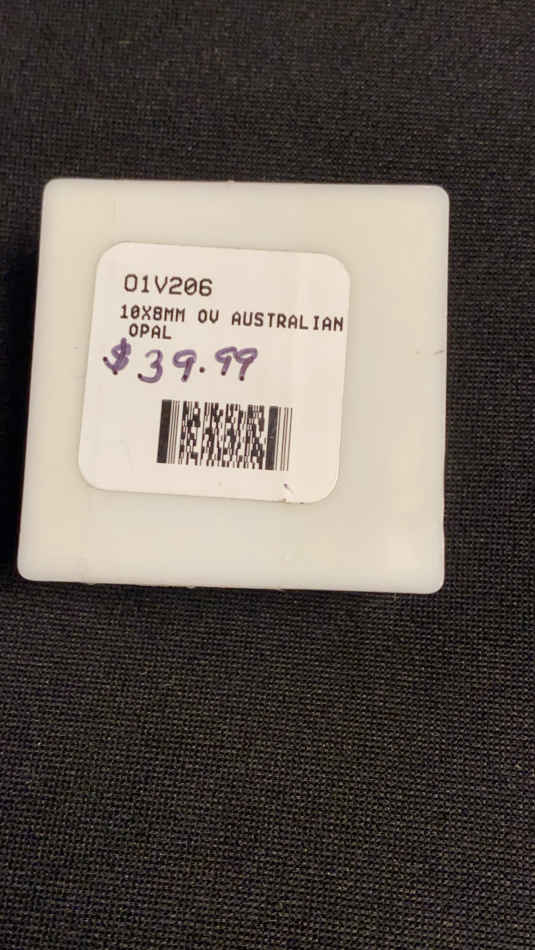 01V206
10X8MM OV AUSTRALIAN
OPAL
$39.99